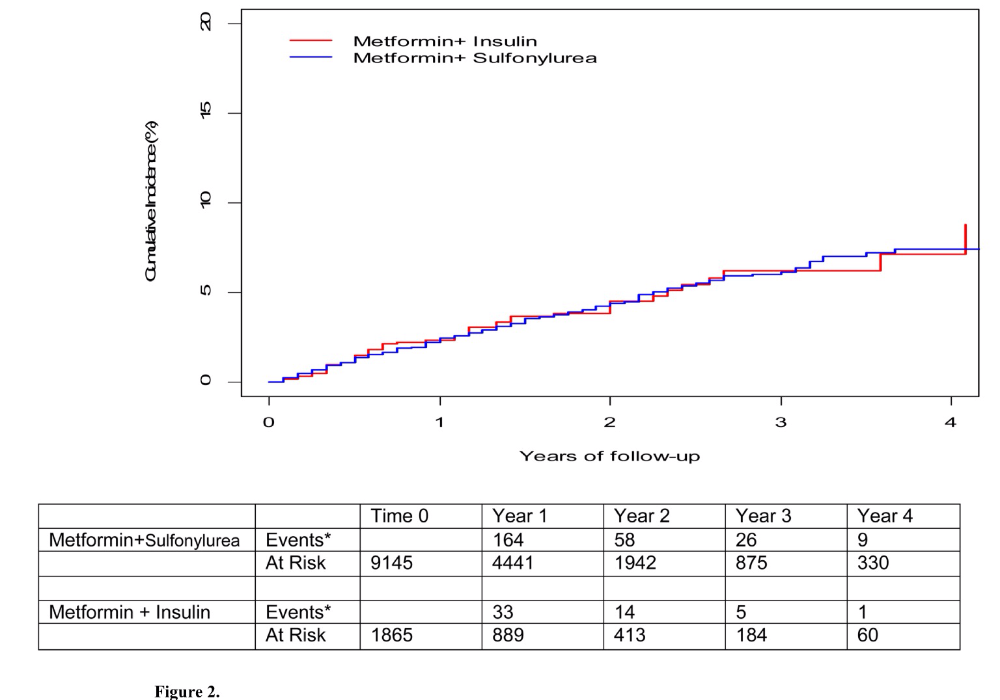 20
15
10
5
0
Cumulative Incidence (%)
Metformin+ Insulin
Metformin+ Sulfonylurea
0 1 2 3 4
Years of follow-up
Time 0 Year 1 Year 2 Year 3 Year 4
Metformin+Sulfonylurea Events* 164 58 26 9
At Risk 9145 4441 1942 875 330
Metformin + Insulin Events* 33 14 5 1
At Risk 1865 889 413 184 60
Figure 2.